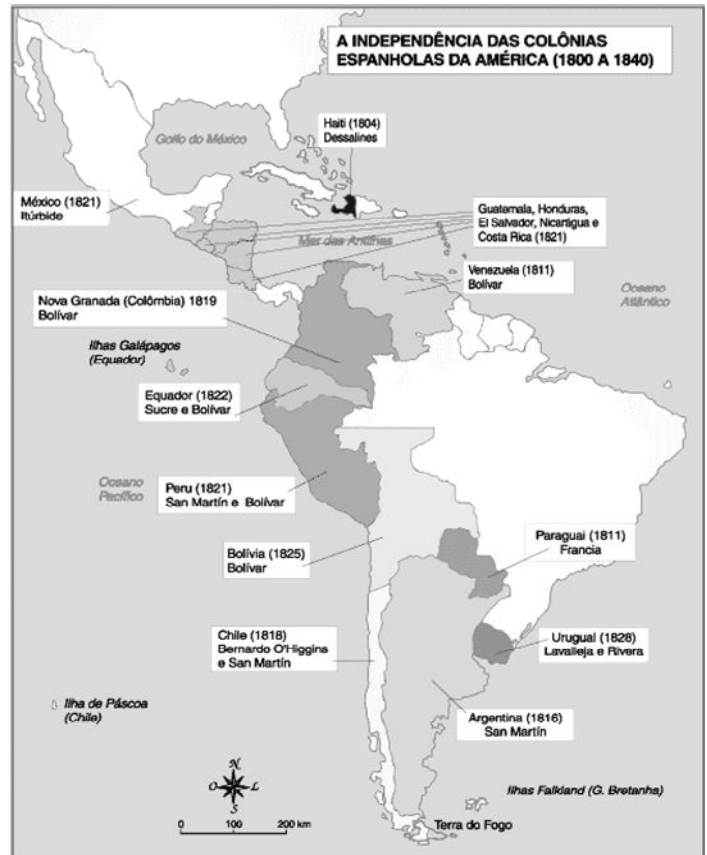 A INDEPENDÊNCIA DAS COLÔNIAS
ESPANHOLAS DA AMÉRICA (1800 A 1840)
Haiti (1804)
Dessalines
Golfo do México
México (1821)
Itúrbide
Guatemala, Honduras,
El Salvador, Nicarágua e
Costa Rica (1821)
Mar das Antilhas
Venezuela (1811)
Bolívar
Oceano
Atlântico
Nova Granada (Colômbia) 1819
Bolívar
Ilhas Galápagos
(Equador)
Equador (1822)
Sucre e Bolívar
Oceano
Pacífico
Peru (1821)
San Martín e Bolívar
Paraguai (1811)
Francia
Bolívia (1825)
Bolívar
Chile (1818)
Bernardo O'Higgins
e San Martín
Uruguai (1828)
Lavalleja e Rivera
Ilha de Páscoa
(Chile)
Argentina (1816)
San Martín
N
O L
S
Ilhas Falkland (G. Bretanha)
Terra do Fogo
0 100 200 km